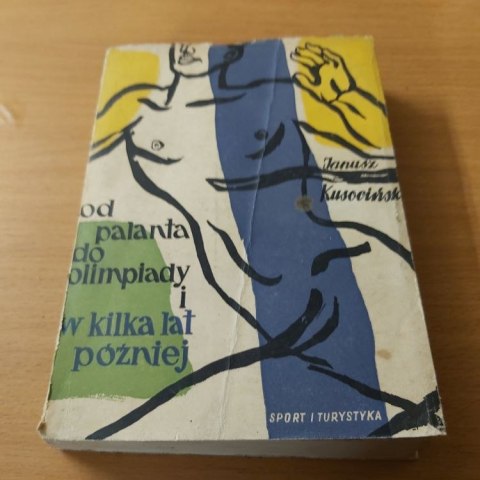 Janusz
Kusociński
od
palanta
do
olimpiady
i
w kilka lat
później
SPORT I TURYSTYKA